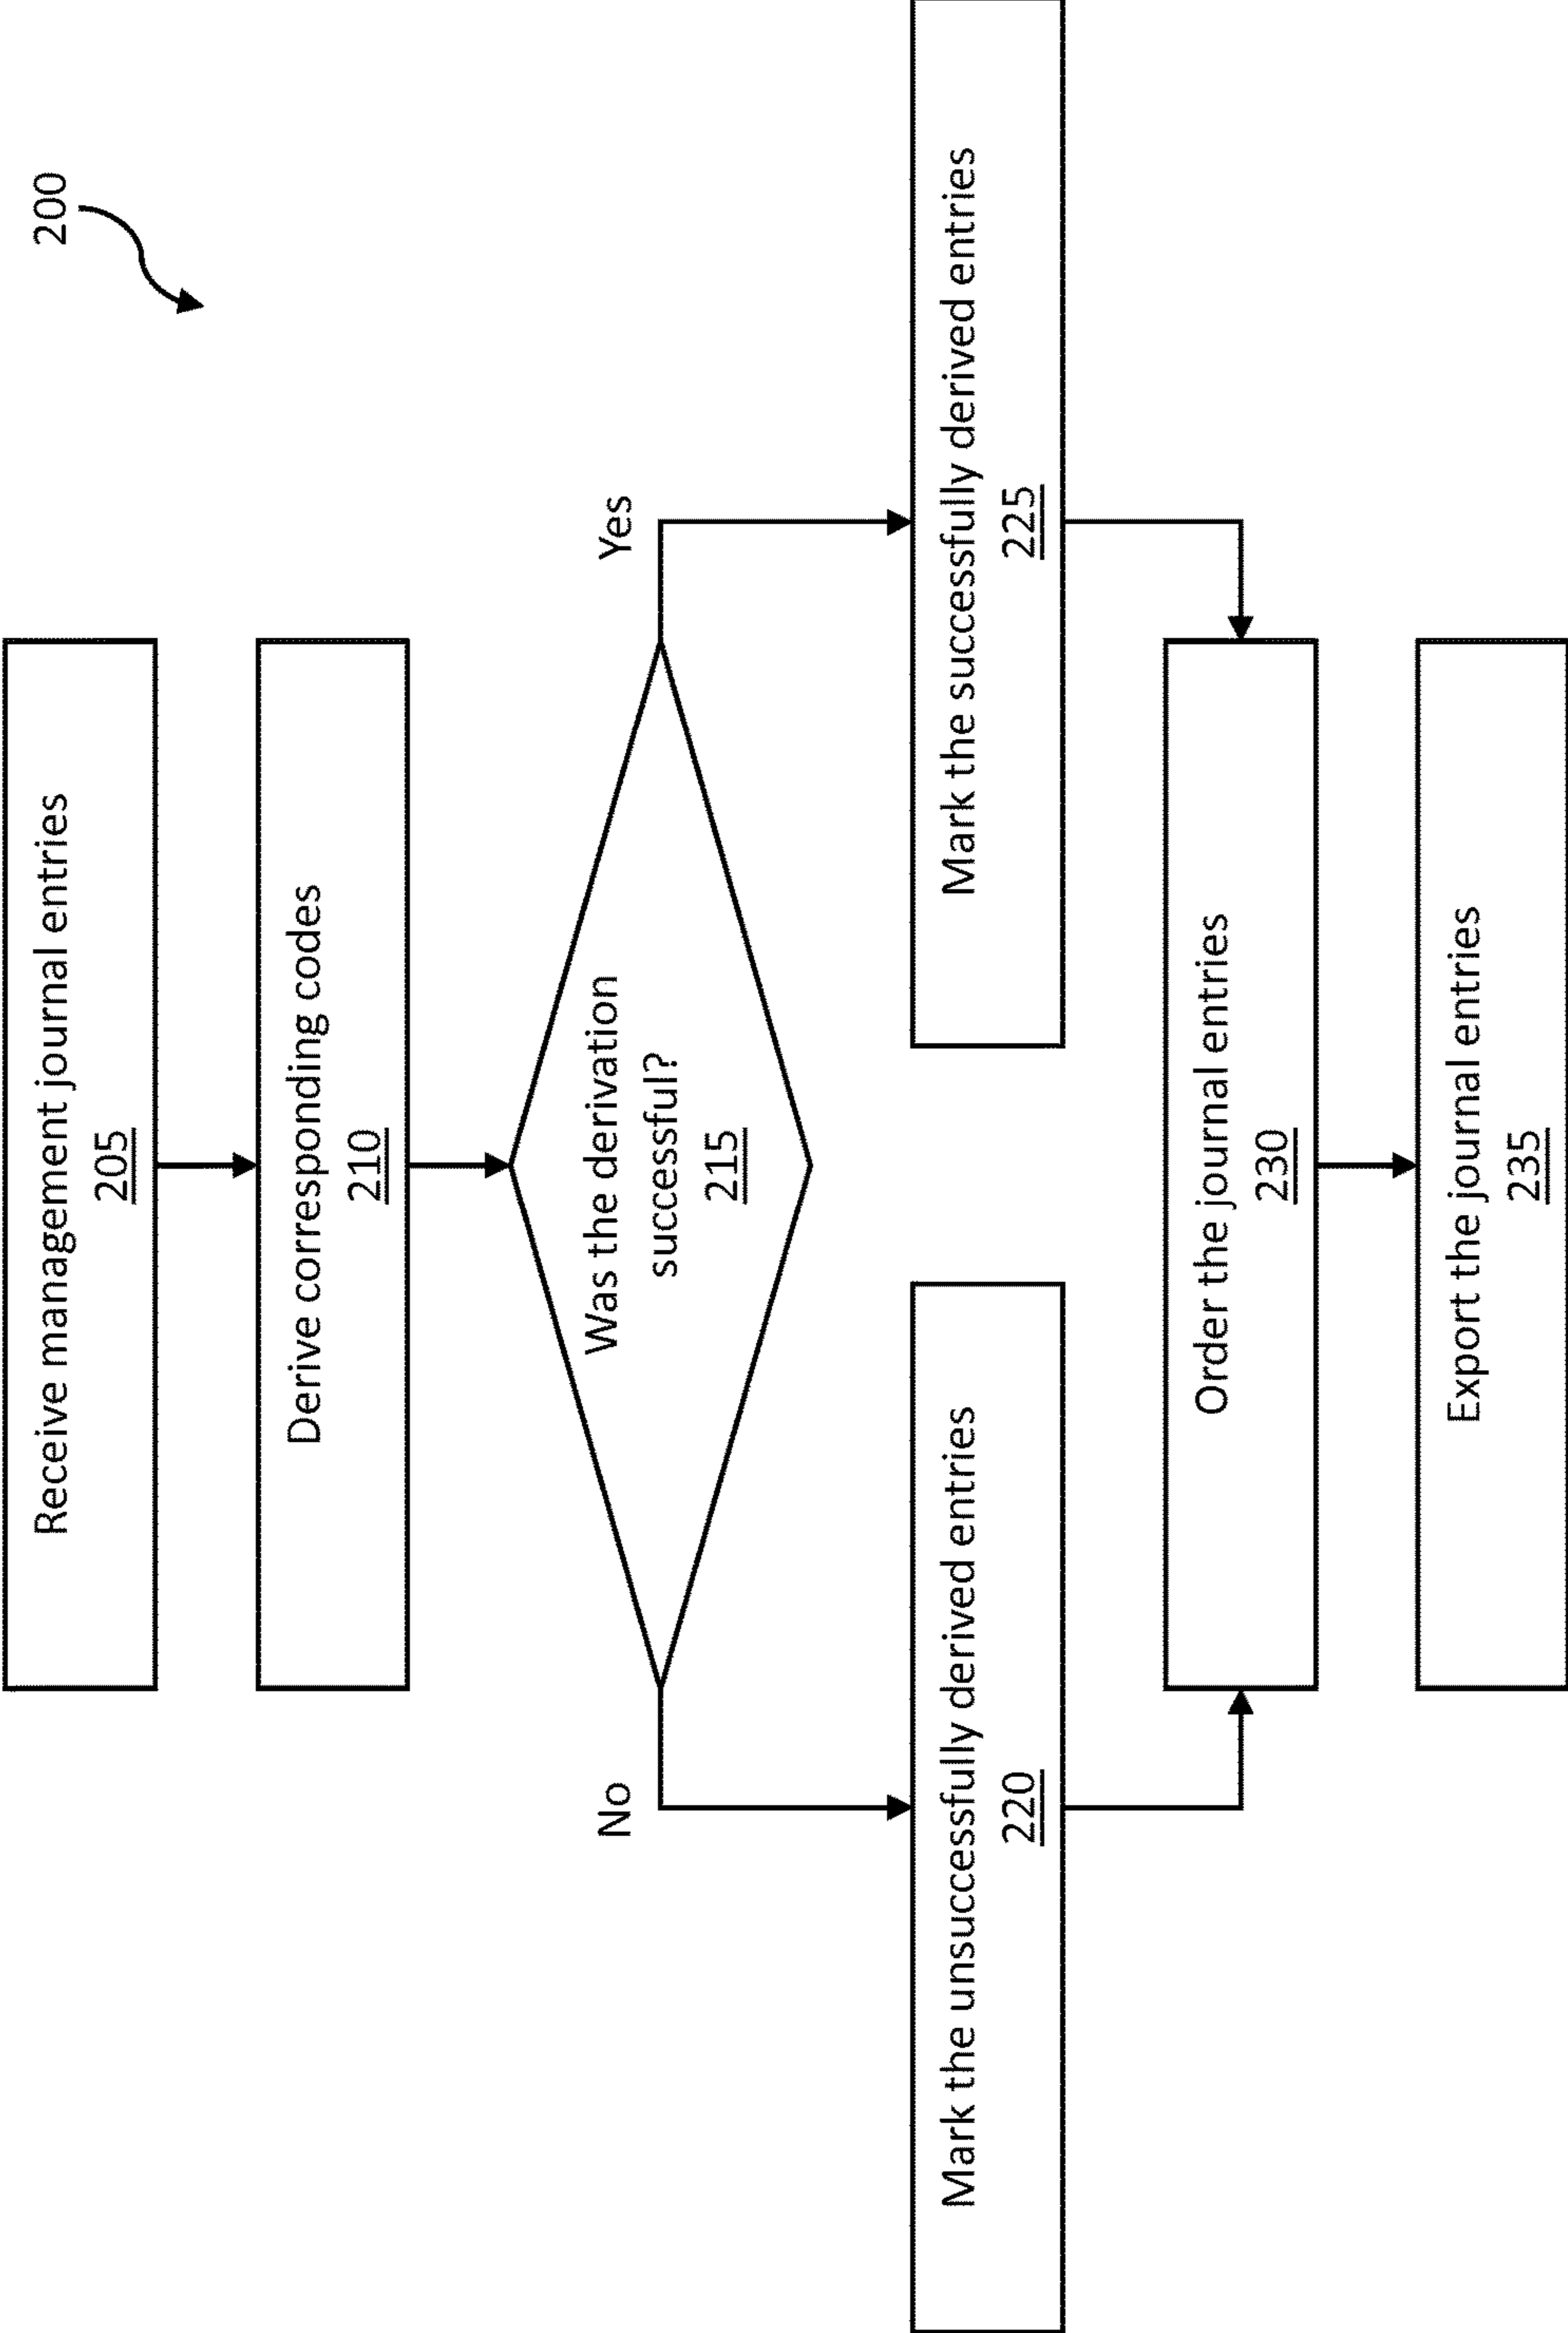 200
Receive management journal entries
205
Derive corresponding codes
210
Was the derivation
successful?
215
No
Yes
Mark the unsuccessfully derived entries
220
Mark the successfully derived entries
225
Order the journal entries
230
Export the journal entries
235